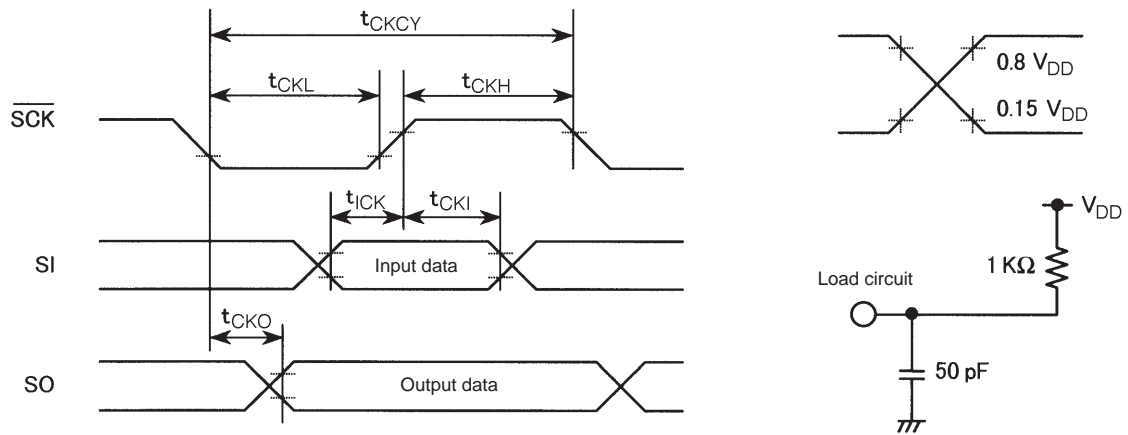 tCKCY
tCKL
tCKH
SCK
tICK
tCKI
SI
Input data
tCKO
SO
Output data
0.8 VDD
0.15 VDD
VDD
1 KΩ
Load circuit
50 pF